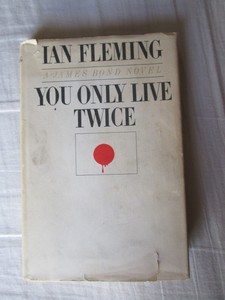 IAN FLEMING
A JAMES BOND NOVEL
YOU ONLY LIVE
TWICE